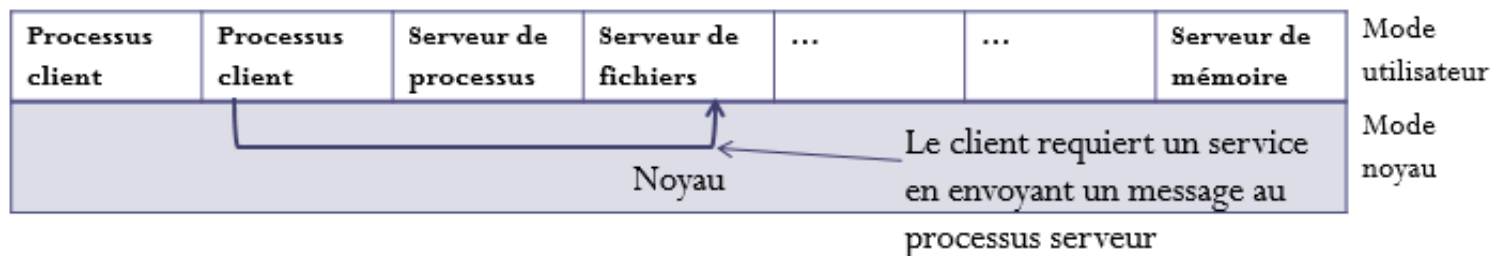 Processus
client
Processus
client
Serveur de
processus
Serveur de
fichiers
...
...
Serveur de
mémoire
Mode
utilisateur
Mode
noyau
Noyau
Le client requiert un service
en envoyant un message au
processus serveur